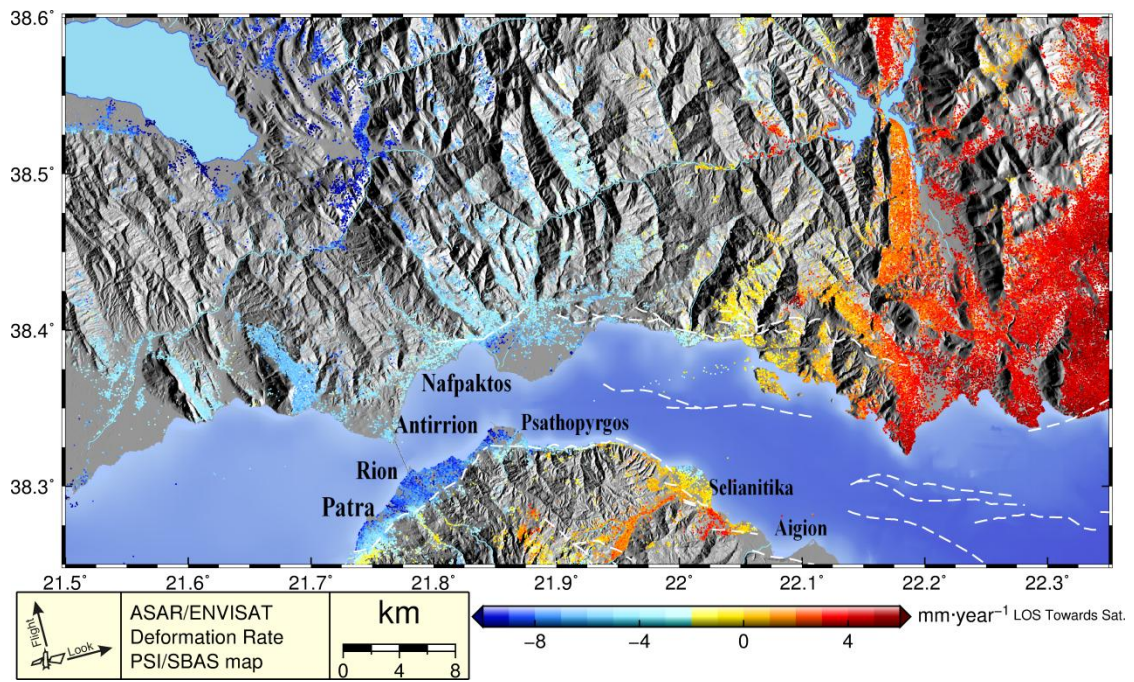 38.6°
38.5°
38.4°
38.3°
Nafpaktos
Antirrion
Psathopyrgos
Rion
Selianitika
Patra
Aigion
21.5° 21.6° 21.7° 21.8° 21.9° 22° 22.1° 22.2° 22.3°
Flight
Look
ASAR/ENVISAT
Deformation Rate
PSI/SBAS map
km
0 4 8
−8 −4 0 4
mm·year⁻¹ LOS Towards Sat.